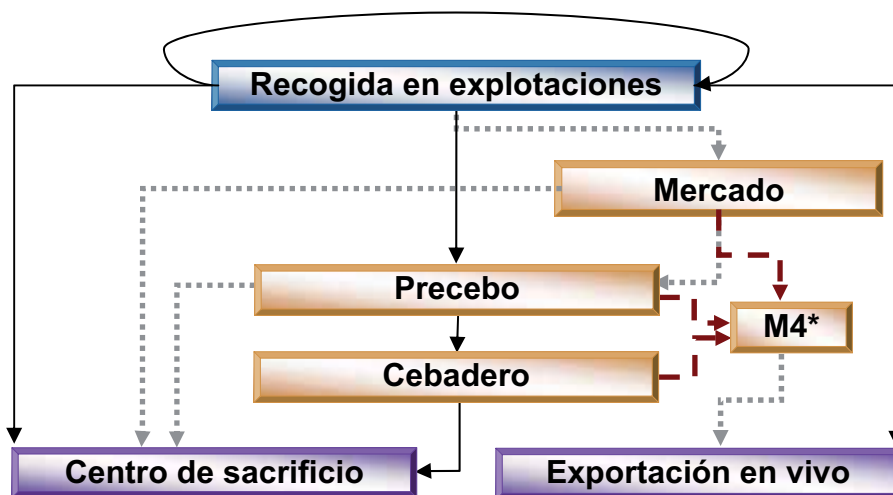 Recogida en explotaciones
Mercado
Precebo
M4*
Cebadero
Centro de sacrificio
Exportación en vivo